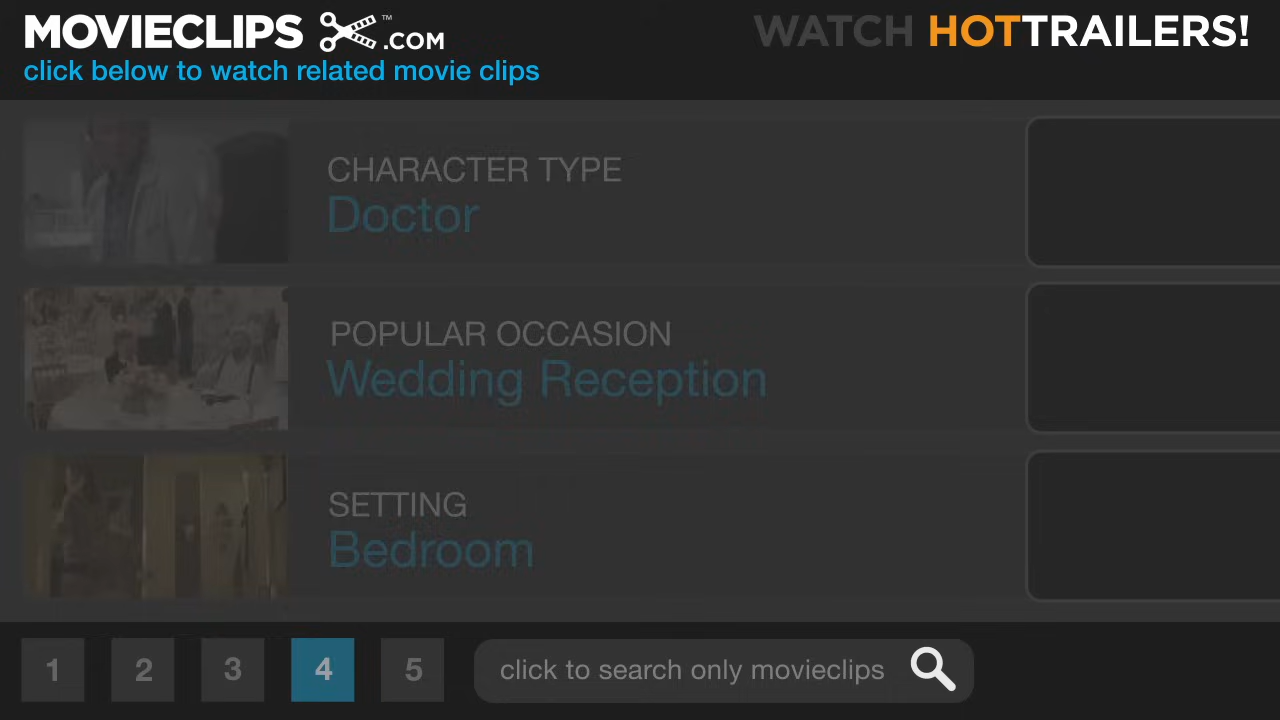 MOVIECLIPS ™ .COM
WATCH HOTTRAILERS!
click below to watch related movie clips
CHARACTER TYPE
Doctor
POPULAR OCCASION
Wedding Reception
SETTING
Bedroom
1 2 3 4 5 click to search only movieclips